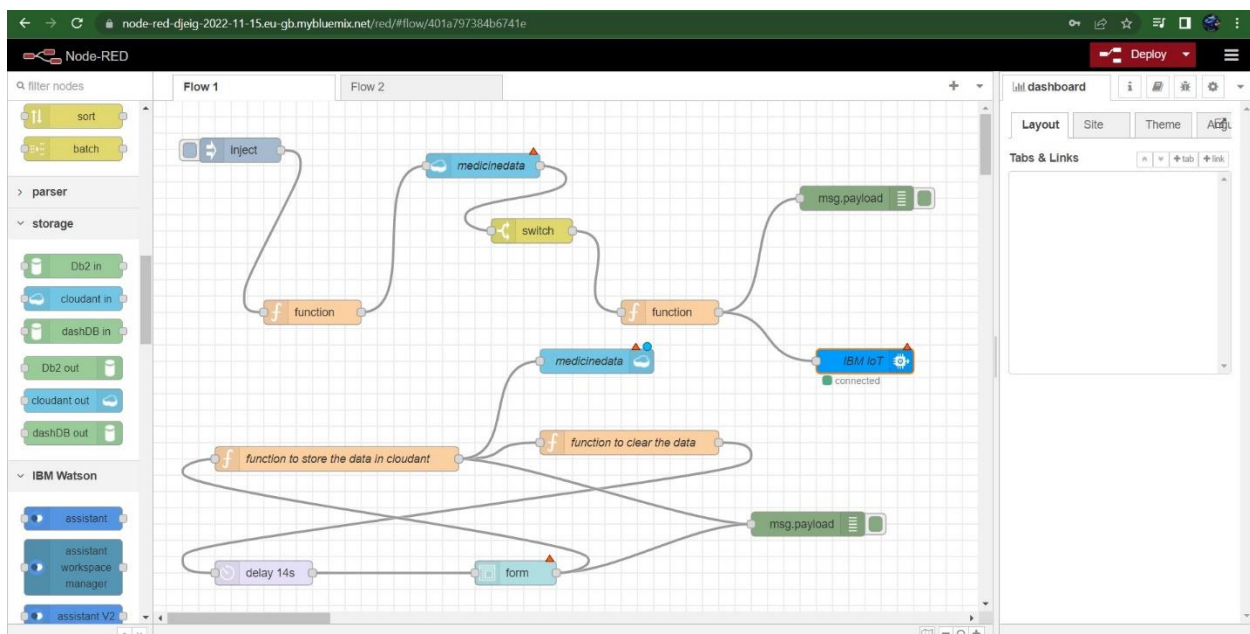 node-red-djeig-2022-11-15.eu-gb.mybluemix.net/red/#flow/401a797384b6741e
Node-RED
Deploy
filter nodes
Flow 1
Flow 2
dashboard
sort
batch
parser
storage
Db2 in
cloudant in
dashDB in
Db2 out
cloudant out
dashDB out
IBM Watson
assistant
assistant
workspace
manager
assistant V2
inject
medicinedata
msg.payload
switch
function
function
medicinedata
IBM IoT
connected
function to clear the data
function to store the data in cloudant
msg.payload
delay 14s
form
Layout
Site
Theme
Tabs & Links
+ tab
+ link